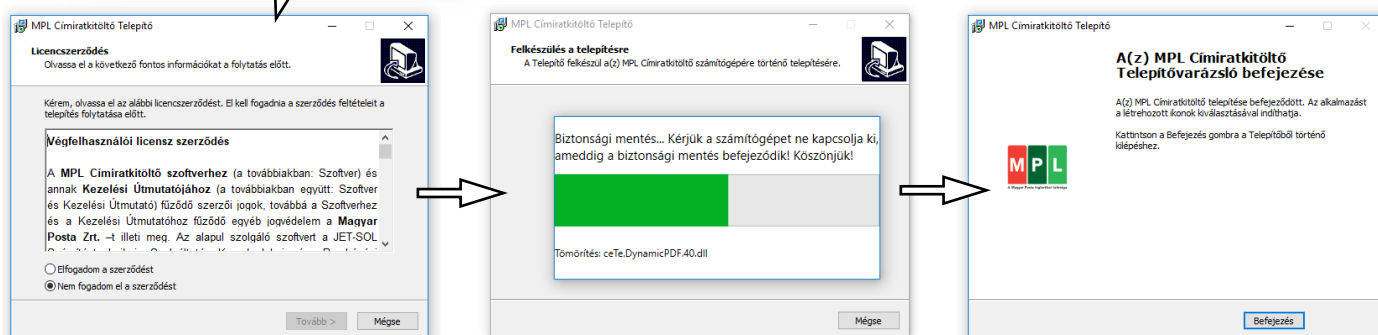 MPL Címiratkitöltő Telepítő
Licencszerződés
Olvassa el a következő fontos információkat a folytatás előtt.
Kérem, olvassa el az alábbi licencszerződést. El kell fogadnia a szerződés feltételeit a
telepítés folytatása előtt.
Végfelhasználói licensz szerződés
A MPL Címiratkitöltő szoftverhez (a továbbiakban: Szoftver) és
annak Kezelési Útmutatójához (a továbbiakban együtt: Szoftver
és Kezelési Útmutató) fűződő szerzői jogok, továbbá a Szoftverhez
és a Kezelési Útmutatóhoz fűződő egyéb jogvédelem a Magyar
Posta Zrt. –t illeti meg. Az alapul szolgáló szoftvert a JET-SOL
Elfogadom a szerződést
Nem fogadom el a szerződést
Tovább >
Mégse
MPL Címiratkitöltő Telepítő
Felkészülés a telepítésre
A Telepítő felkészül a(z) MPL Címiratkitöltő számítógépére történő telepítésére.
Biztonsági mentés... Kérjük a számítógépet ne kapcsolja ki,
ameddig a biztonsági mentés befejeződik! Köszönjük!
Tömörítés: ceTe.DynamicPDF.40.dll
Mégse
MPL Címiratkitöltő Telepítő
A(z) MPL Címiratkitöltő
Telepítővarázsló befejezése
A(z) MPL Címiratkitöltő telepítése befejeződött. Az alkalmazást
a létrehozott ikonok kiválasztásával indíthatja.
Kattintson a Befejezés gombra a Telepítőből történő
kilépéshez.
MPL
A Magyar Posta logisztikai üzletága
Befejezés